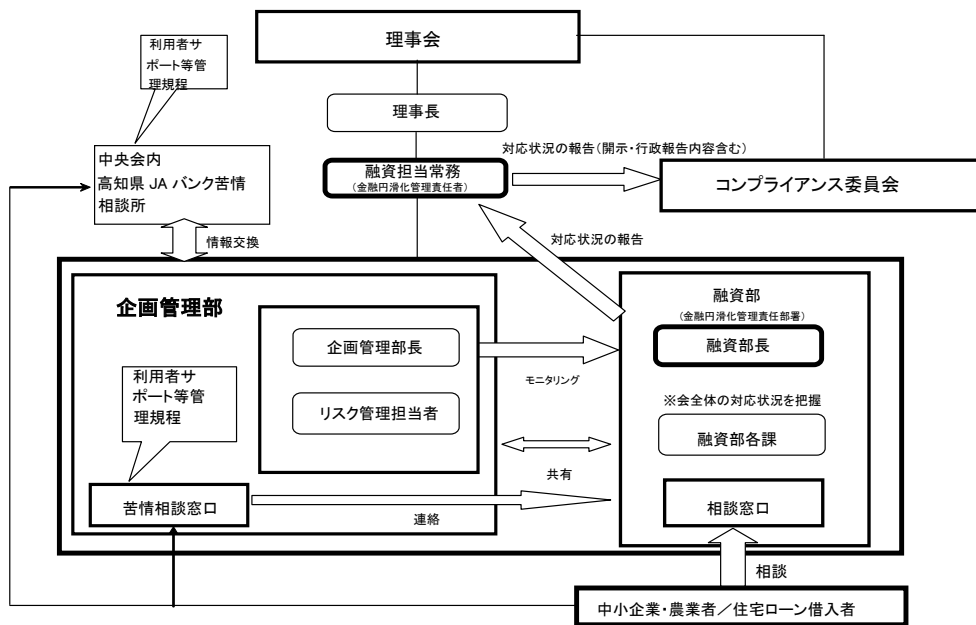 理事会
利用者サ
ポート等管
理規程
理事長
対応状況の報告(開示・行政報告内容含む)
中央会内
高知県 JA バンク苦情
相談所
融資担当常務
(金融円滑化管理責任者)
コンプライアンス委員会
情報交換
対応状況の報告
企画管理部
融資部
(金融円滑化管理責任部署)
企画管理部長
融資部長
モニタリング
利用者サ
ポート等管
理規程
リスク管理担当者
※会全体の対応状況を把握
融資部各課
共有
苦情相談窓口
連絡
相談窓口
相談
中小企業・農業者／住宅ローン借入者